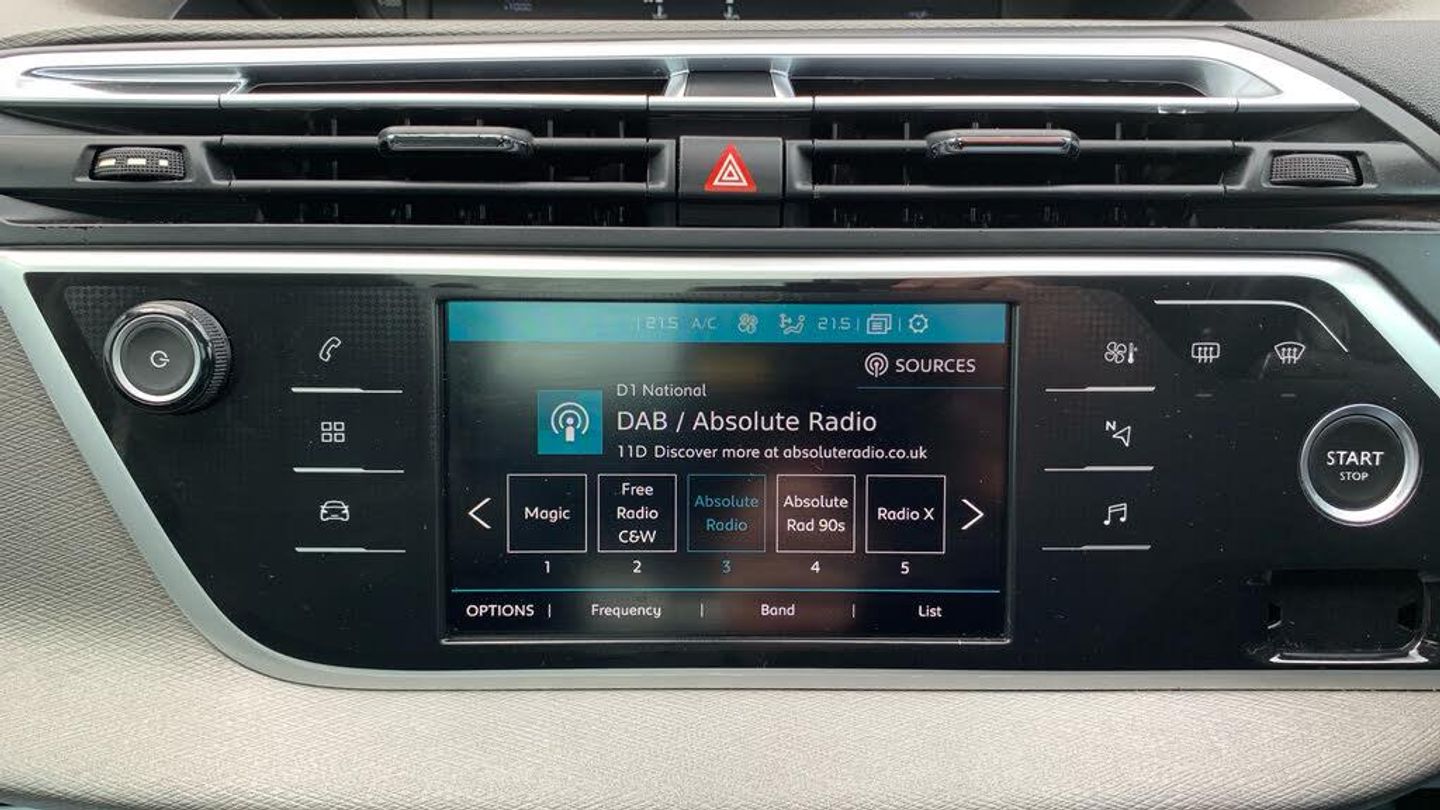 21.5 A/C 21.5
SOURCES
D1 National
DAB / Absolute Radio
11D Discover more at absoluteradio.co.uk
Magic
Free
Radio
C&W
Absolute
Radio
Absolute
Rad 90s
Radio X
1 2 3 4 5
OPTIONS | Frequency | Band | List
N
START
STOP